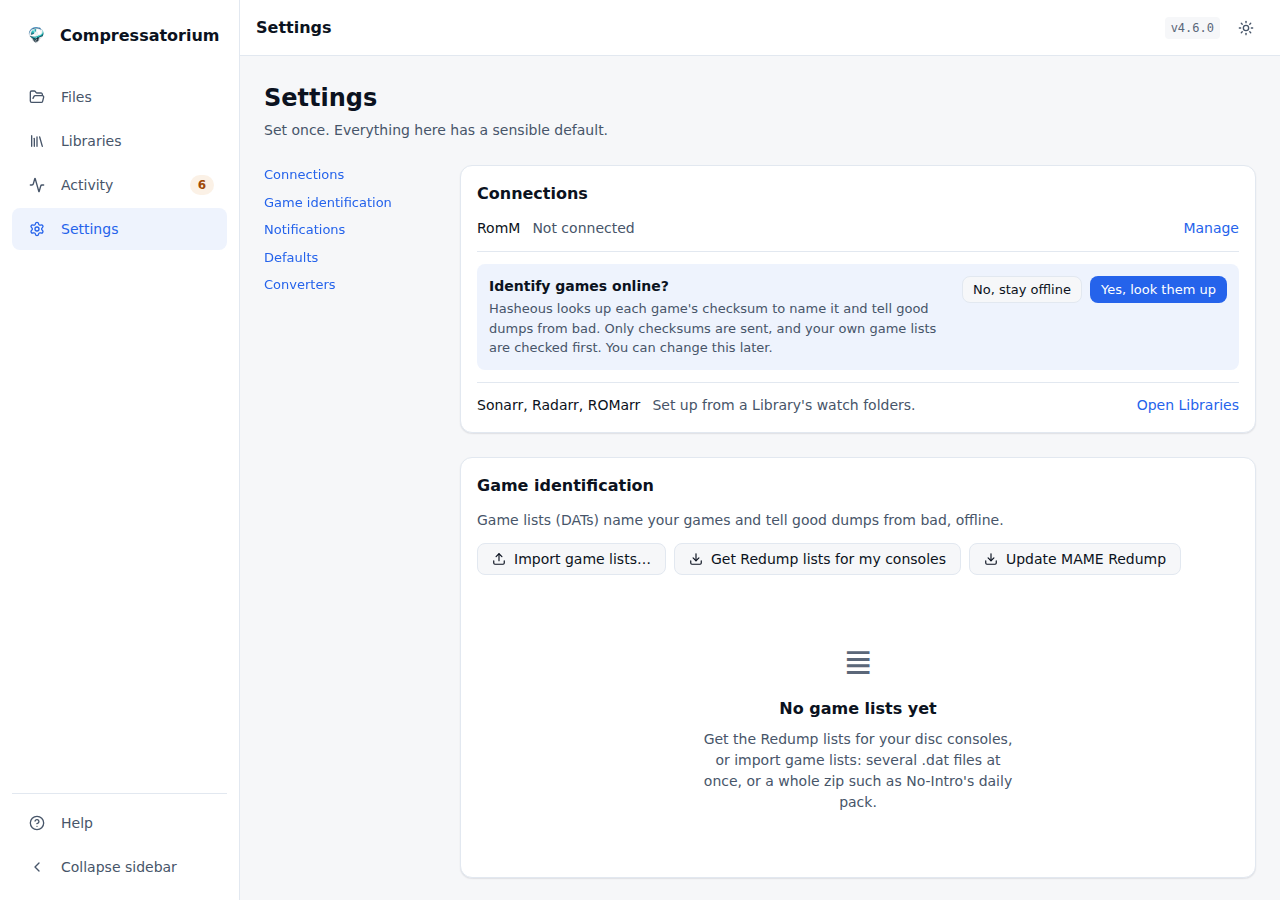 Compressatorium
Settings
v4.6.0
Files
Libraries
Activity
6
Settings
Help
Collapse sidebar
Settings
Set once. Everything here has a sensible default.
Connections
Game identification
Notifications
Defaults
Converters
Connections
RomM Not connected
Manage
Identify games online?
Hasheous looks up each game's checksum to name it and tell good
dumps from bad. Only checksums are sent, and your own game lists
are checked first. You can change this later.
No, stay offline
Yes, look them up
Sonarr, Radarr, ROMarr Set up from a Library's watch folders.
Open Libraries
Game identification
Game lists (DATs) name your games and tell good dumps from bad, offline.
Import game lists…
Get Redump lists for my consoles
Update MAME Redump
No game lists yet
Get the Redump lists for your disc consoles,
or import game lists: several .dat files at
once, or a whole zip such as No-Intro's daily
pack.